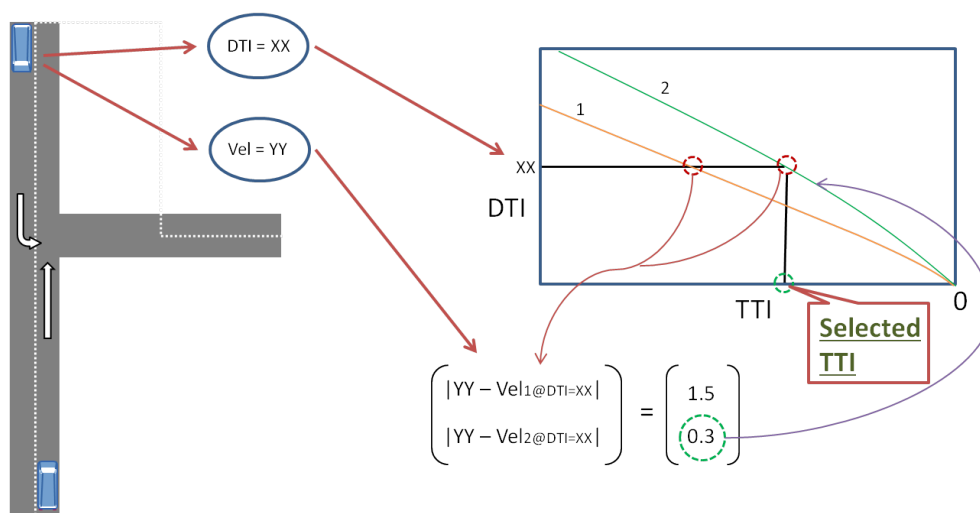 DTI = XX
Vel = YY
2
1
XX
DTI
0
TTI
Selected
TTI
|YY – Vel1@DTI=XX|
|YY – Vel2@DTI=XX|
=
1.5
0.3